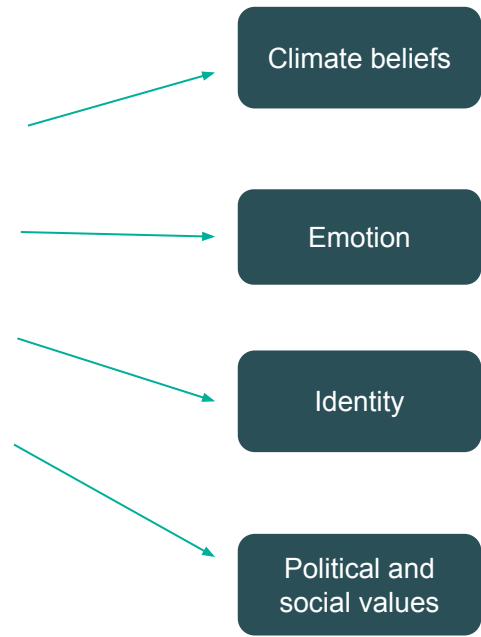 Climate beliefs
Emotion
Identity
Political and
social values